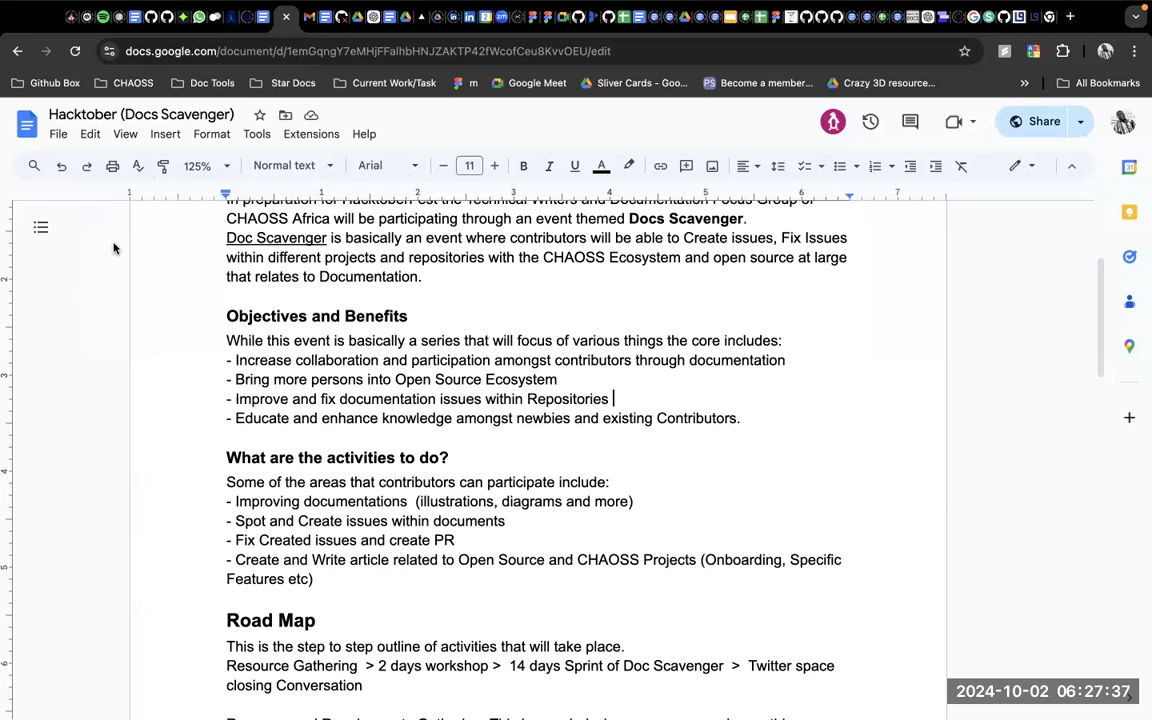 docs.google.com/document/d/1emGqngY7eMHjFFalhbHNJZAKTP42fWcofCeu8KvvOEU/edit
Github Box CHAOSS Doc Tools Star Docs Current Work/Task m Google Meet Sliver Cards - Goo... Become a member... Crazy 3D resource... » All Bookmarks
Hacktober (Docs Scavenger)
File Edit View Insert Format Tools Extensions Help
Share
125% Normal text Arial 11
1 1 2 3 4 5 6 7
CHAOSS Africa will be participating through an event themed Docs Scavenger.
Doc Scavenger is basically an event where contributors will be able to Create issues, Fix Issues
within different projects and repositories with the CHAOSS Ecosystem and open source at large
that relates to Documentation.
Objectives and Benefits
While this event is basically a series that will focus of various things the core includes:
- Increase collaboration and participation amongst contributors through documentation
- Bring more persons into Open Source Ecosystem
- Improve and fix documentation issues within Repositories
- Educate and enhance knowledge amongst newbies and existing Contributors.
What are the activities to do?
Some of the areas that contributors can participate include:
- Improving documentations (illustrations, diagrams and more)
- Spot and Create issues within documents
- Fix Created issues and create PR
- Create and Write article related to Open Source and CHAOSS Projects (Onboarding, Specific
Features etc)
Road Map
This is the step to step outline of activities that will take place.
Resource Gathering > 2 days workshop > 14 days Sprint of Doc Scavenger > Twitter space
closing Conversation
2024-10-02 06:27:37